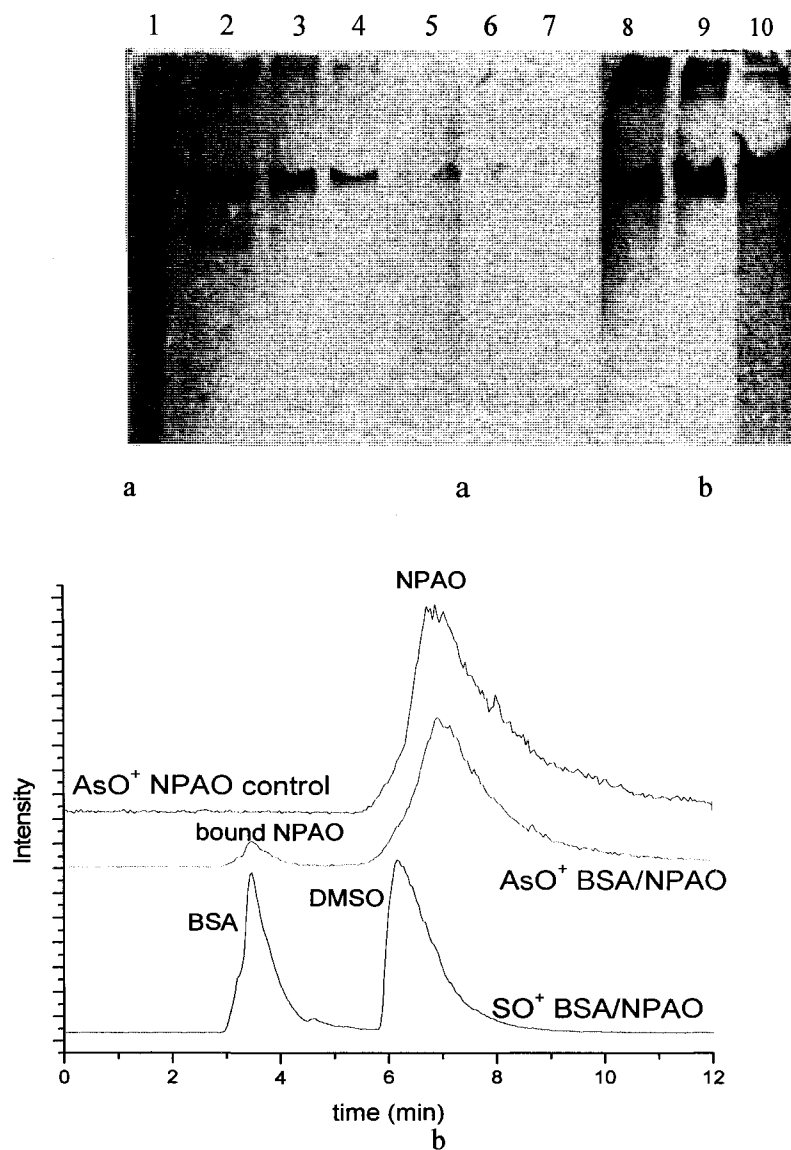 1 2 3 4 5 6 7 8 9 10
a a b
NPAO
AsO⁺ NPAO control
bound NPAO
AsO⁺ BSA/NPAO
BSA
DMSO
SO⁺ BSA/NPAO
Intensity
0 2 4 6 8 10 12
time (min)
b